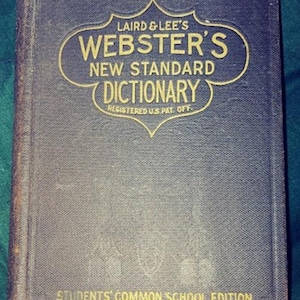 LAIRD & LEE'S
WEBSTER'S
NEW STANDARD
DICTIONARY
REGISTERED U.S. PAT. OFF.
STUDENTS' COMMON SCHOOL EDITION